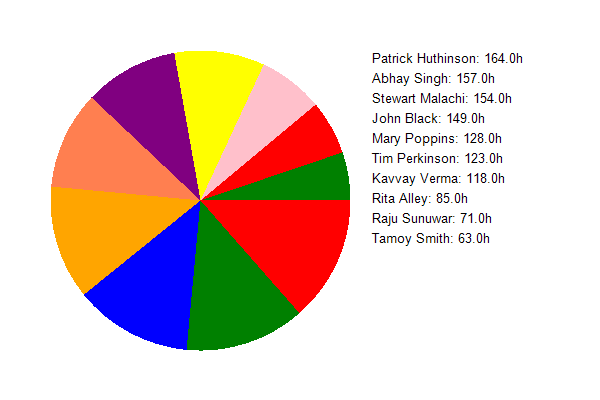 Patrick Huthinson: 164.0h
Abhay Singh: 157.0h
Stewart Malachi: 154.0h
John Black: 149.0h
Mary Poppins: 128.0h
Tim Perkinson: 123.0h
Kavvay Verma: 118.0h
Rita Alley: 85.0h
Raju Sunuwar: 71.0h
Tamoy Smith: 63.0h